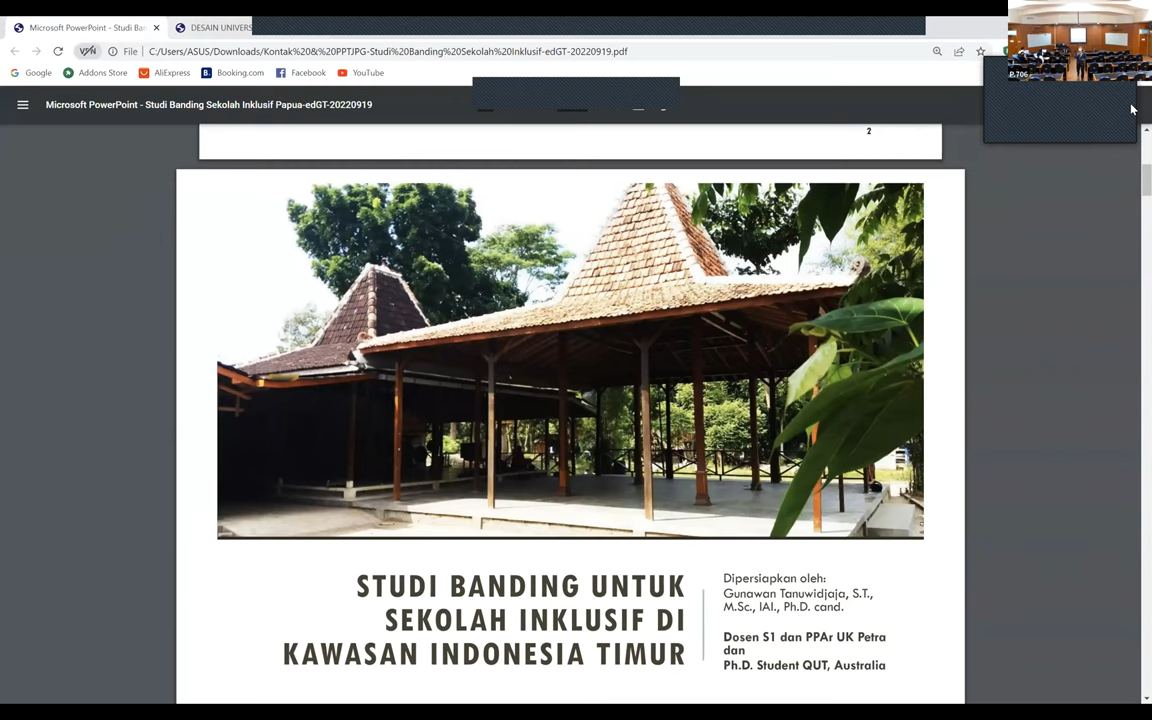 Microsoft PowerPoint - Studi Ban
DESAIN UNIVERS
VPN
File
C:/Users/ASUS/Downloads/Kontak%20&%20PPTJPG-Studi%20Banding%20Sekolah%20Inklusif-edGT-20220919.pdf
Google
Addons Store
AliExpress
B.
Booking.com
Facebook
YouTube
P.706
Microsoft PowerPoint - Studi Banding Sekolah Inklusif Papua-edGT-20220919
2
STUDI BANDING UNTUK
SEKOLAH INKLUSIF DI
KAWASAN INDONESIA TIMUR
Dipersiapkan oleh:
Gunawan Tanuwidjaja, S.T.,
M.Sc., IAI., Ph.D. cand.
Dosen S1 dan PPAr UK Petra
dan
Ph.D. Student QUT, Australia